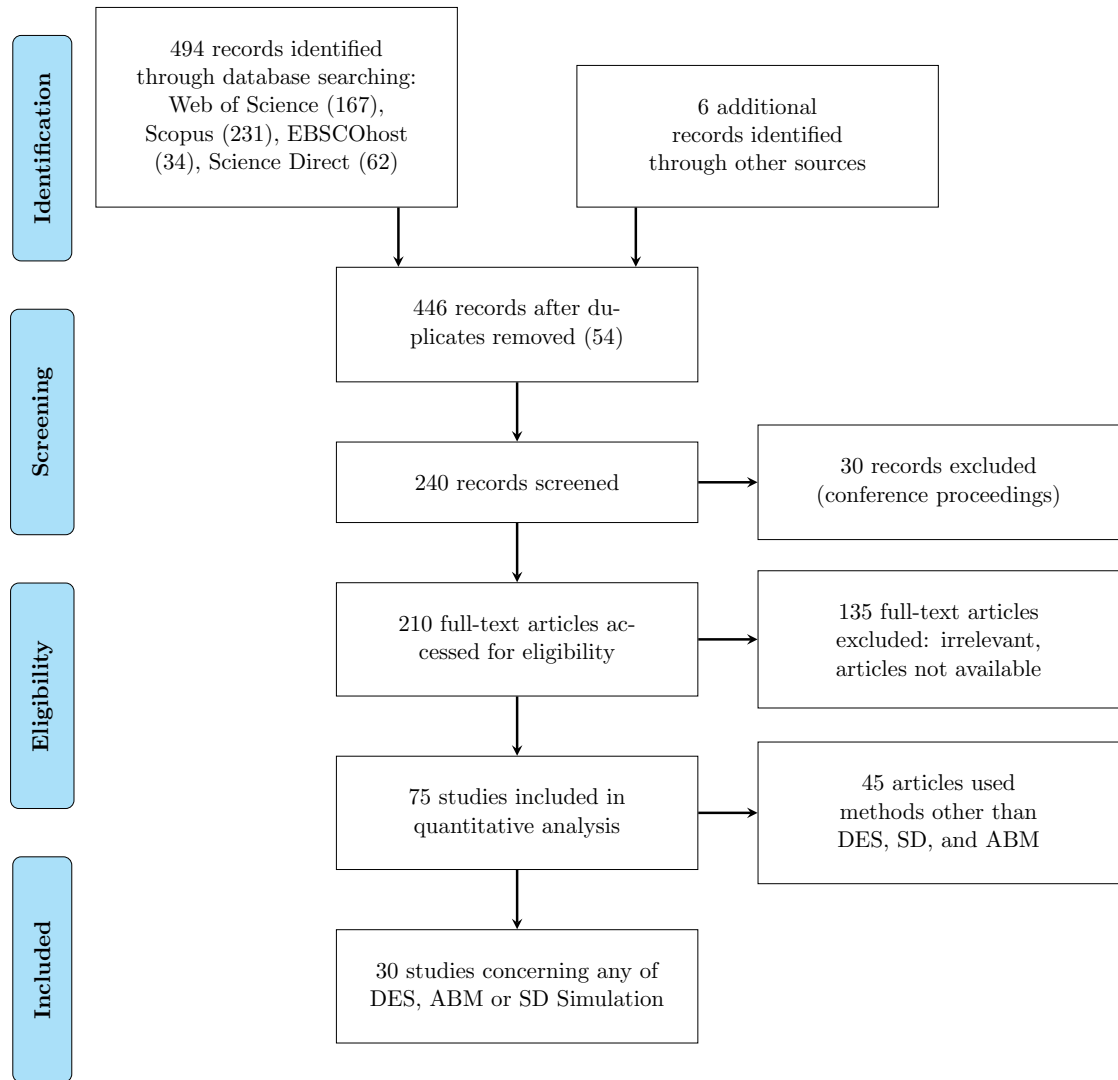 Identification
494 records identified
through database searching:
Web of Science (167),
Scopus (231), EBSCOhost
(34), Science Direct (62)
6 additional
records identified
through other sources
446 records after du-
plicates removed (54)
Screening
240 records screened
30 records excluded
(conference proceedings)
210 full-text articles ac-
cessed for eligibility
135 full-text articles
excluded: irrelevant,
articles not available
Eligibility
75 studies included in
quantitative analysis
45 articles used
methods other than
DES, SD, and ABM
Included
30 studies concerning any of
DES, ABM or SD Simulation